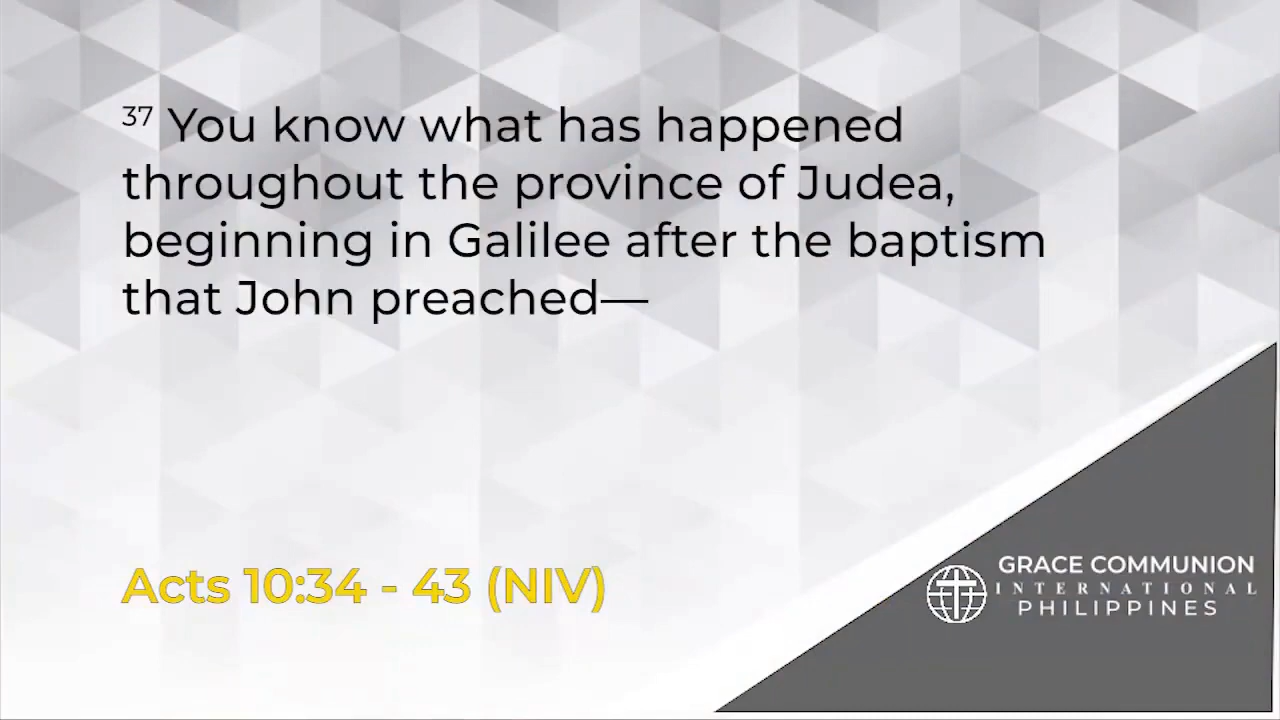 37 You know what has happened
throughout the province of Judea,
beginning in Galilee after the baptism
that John preached—
Acts 10:34 - 43 (NIV)
GRACE COMMUNION
INTERNATIONAL
PHILIPPINES